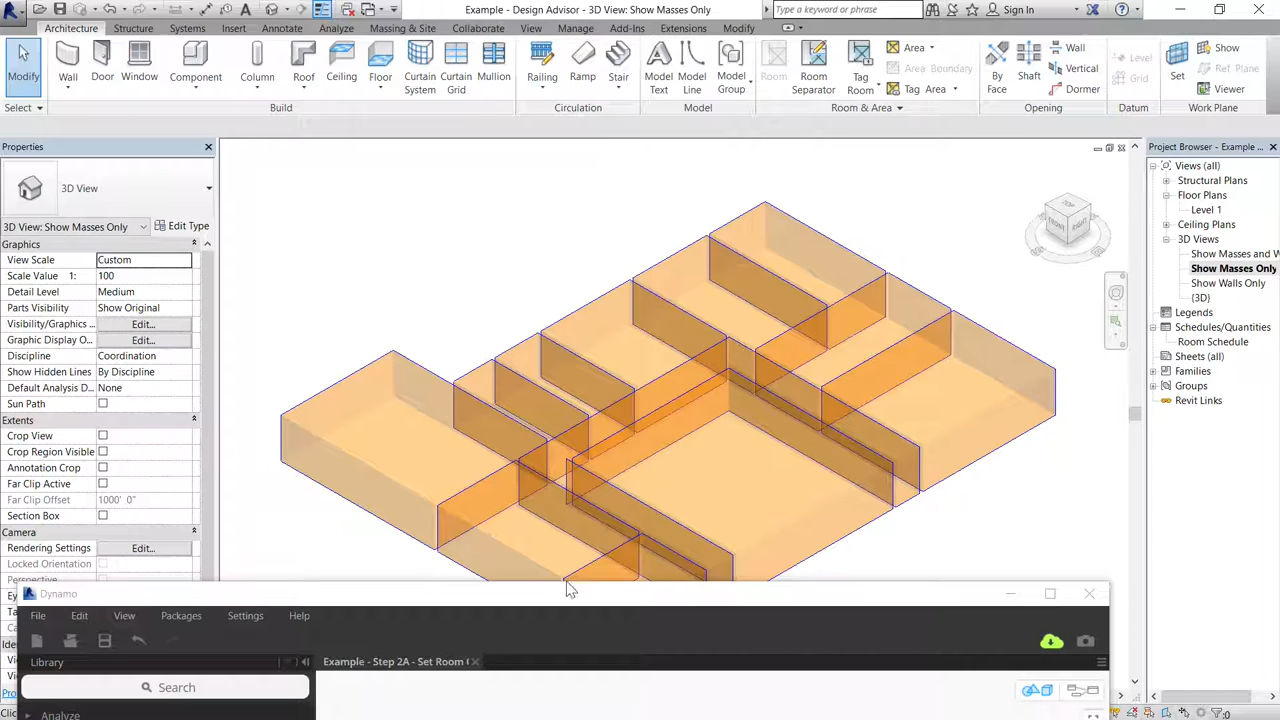 Example - Design Advisor - 3D View: Show Masses Only
Type a keyword or phrase
Sign In
Architecture Structure Systems Insert Annotate Analyze Massing & Site Collaborate View Manage Add-Ins Extensions Modify
Modify
Wall
Door
Window
Component
Column
Roof
Ceiling
Floor
Curtain System
Curtain Grid
Mullion
Railing
Ramp
Stair
Model Text
Model Line
Model Group
Room
Room Separator
Tag Room
Area
Area Boundary
Tag Area
By Face
Shaft
Wall
Vertical
Dormer
Level
Grid
Set
Show
Ref Plane
Viewer
Select
Build
Circulation
Model
Room & Area
Opening
Datum
Work Plane
Properties
3D View
3D View: Show Masses Only
Edit Type
Graphics
View Scale Custom
Scale Value 1: 100
Detail Level Medium
Parts Visibility Show Original
Visibility/Graphics ... Edit...
Graphic Display O... Edit...
Discipline Coordination
Show Hidden Lines By Discipline
Default Analysis D... None
Sun Path
Extents
Crop View
Crop Region Visible
Annotation Crop
Far Clip Active
Far Clip Offset 1000' 0"
Section Box
Camera
Rendering Settings Edit...
Locked Orientation
TOP
FRONT
RIGHT
Project Browser - Example ...
Views (all)
Structural Plans
Floor Plans
Level 1
Ceiling Plans
3D Views
Show Masses and W
Show Masses Only
Show Walls Only
{3D}
Legends
Schedules/Quantities
Room Schedule
Sheets (all)
Families
Groups
Revit Links
:0
Dynamo
File Edit View Packages Settings Help
Library
Example - Step 2A - Set Room
Search
Analyze